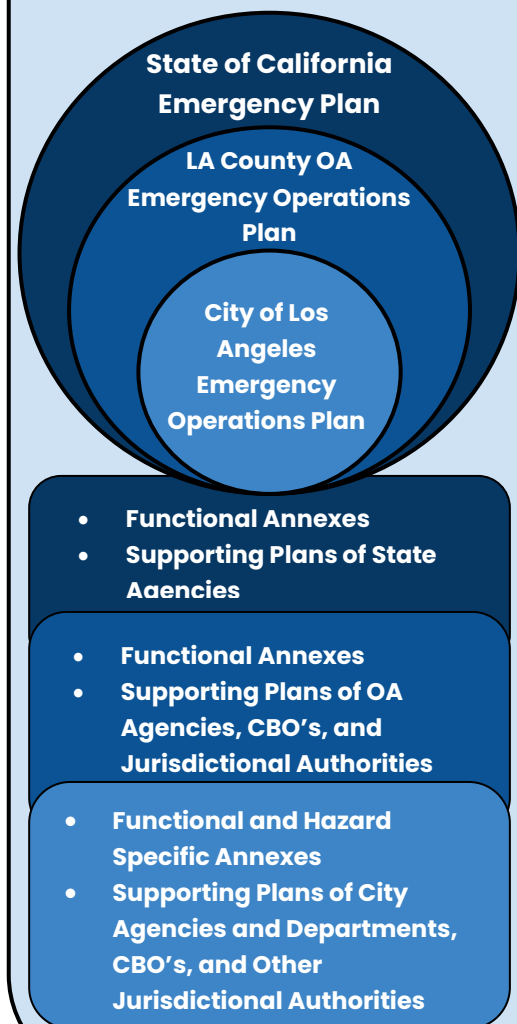 State of California
Emergency Plan
LA County OA
Emergency Operations
Plan
City of Los
Angeles
Emergency
Operations Plan
• Functional Annexes
• Supporting Plans of State
Agencies
• Functional Annexes
• Supporting Plans of OA
Agencies, CBO’s, and
Jurisdictional Authorities
• Functional and Hazard
Specific Annexes
• Supporting Plans of City
Agencies and Departments,
CBO’s, and Other
Jurisdictional Authorities